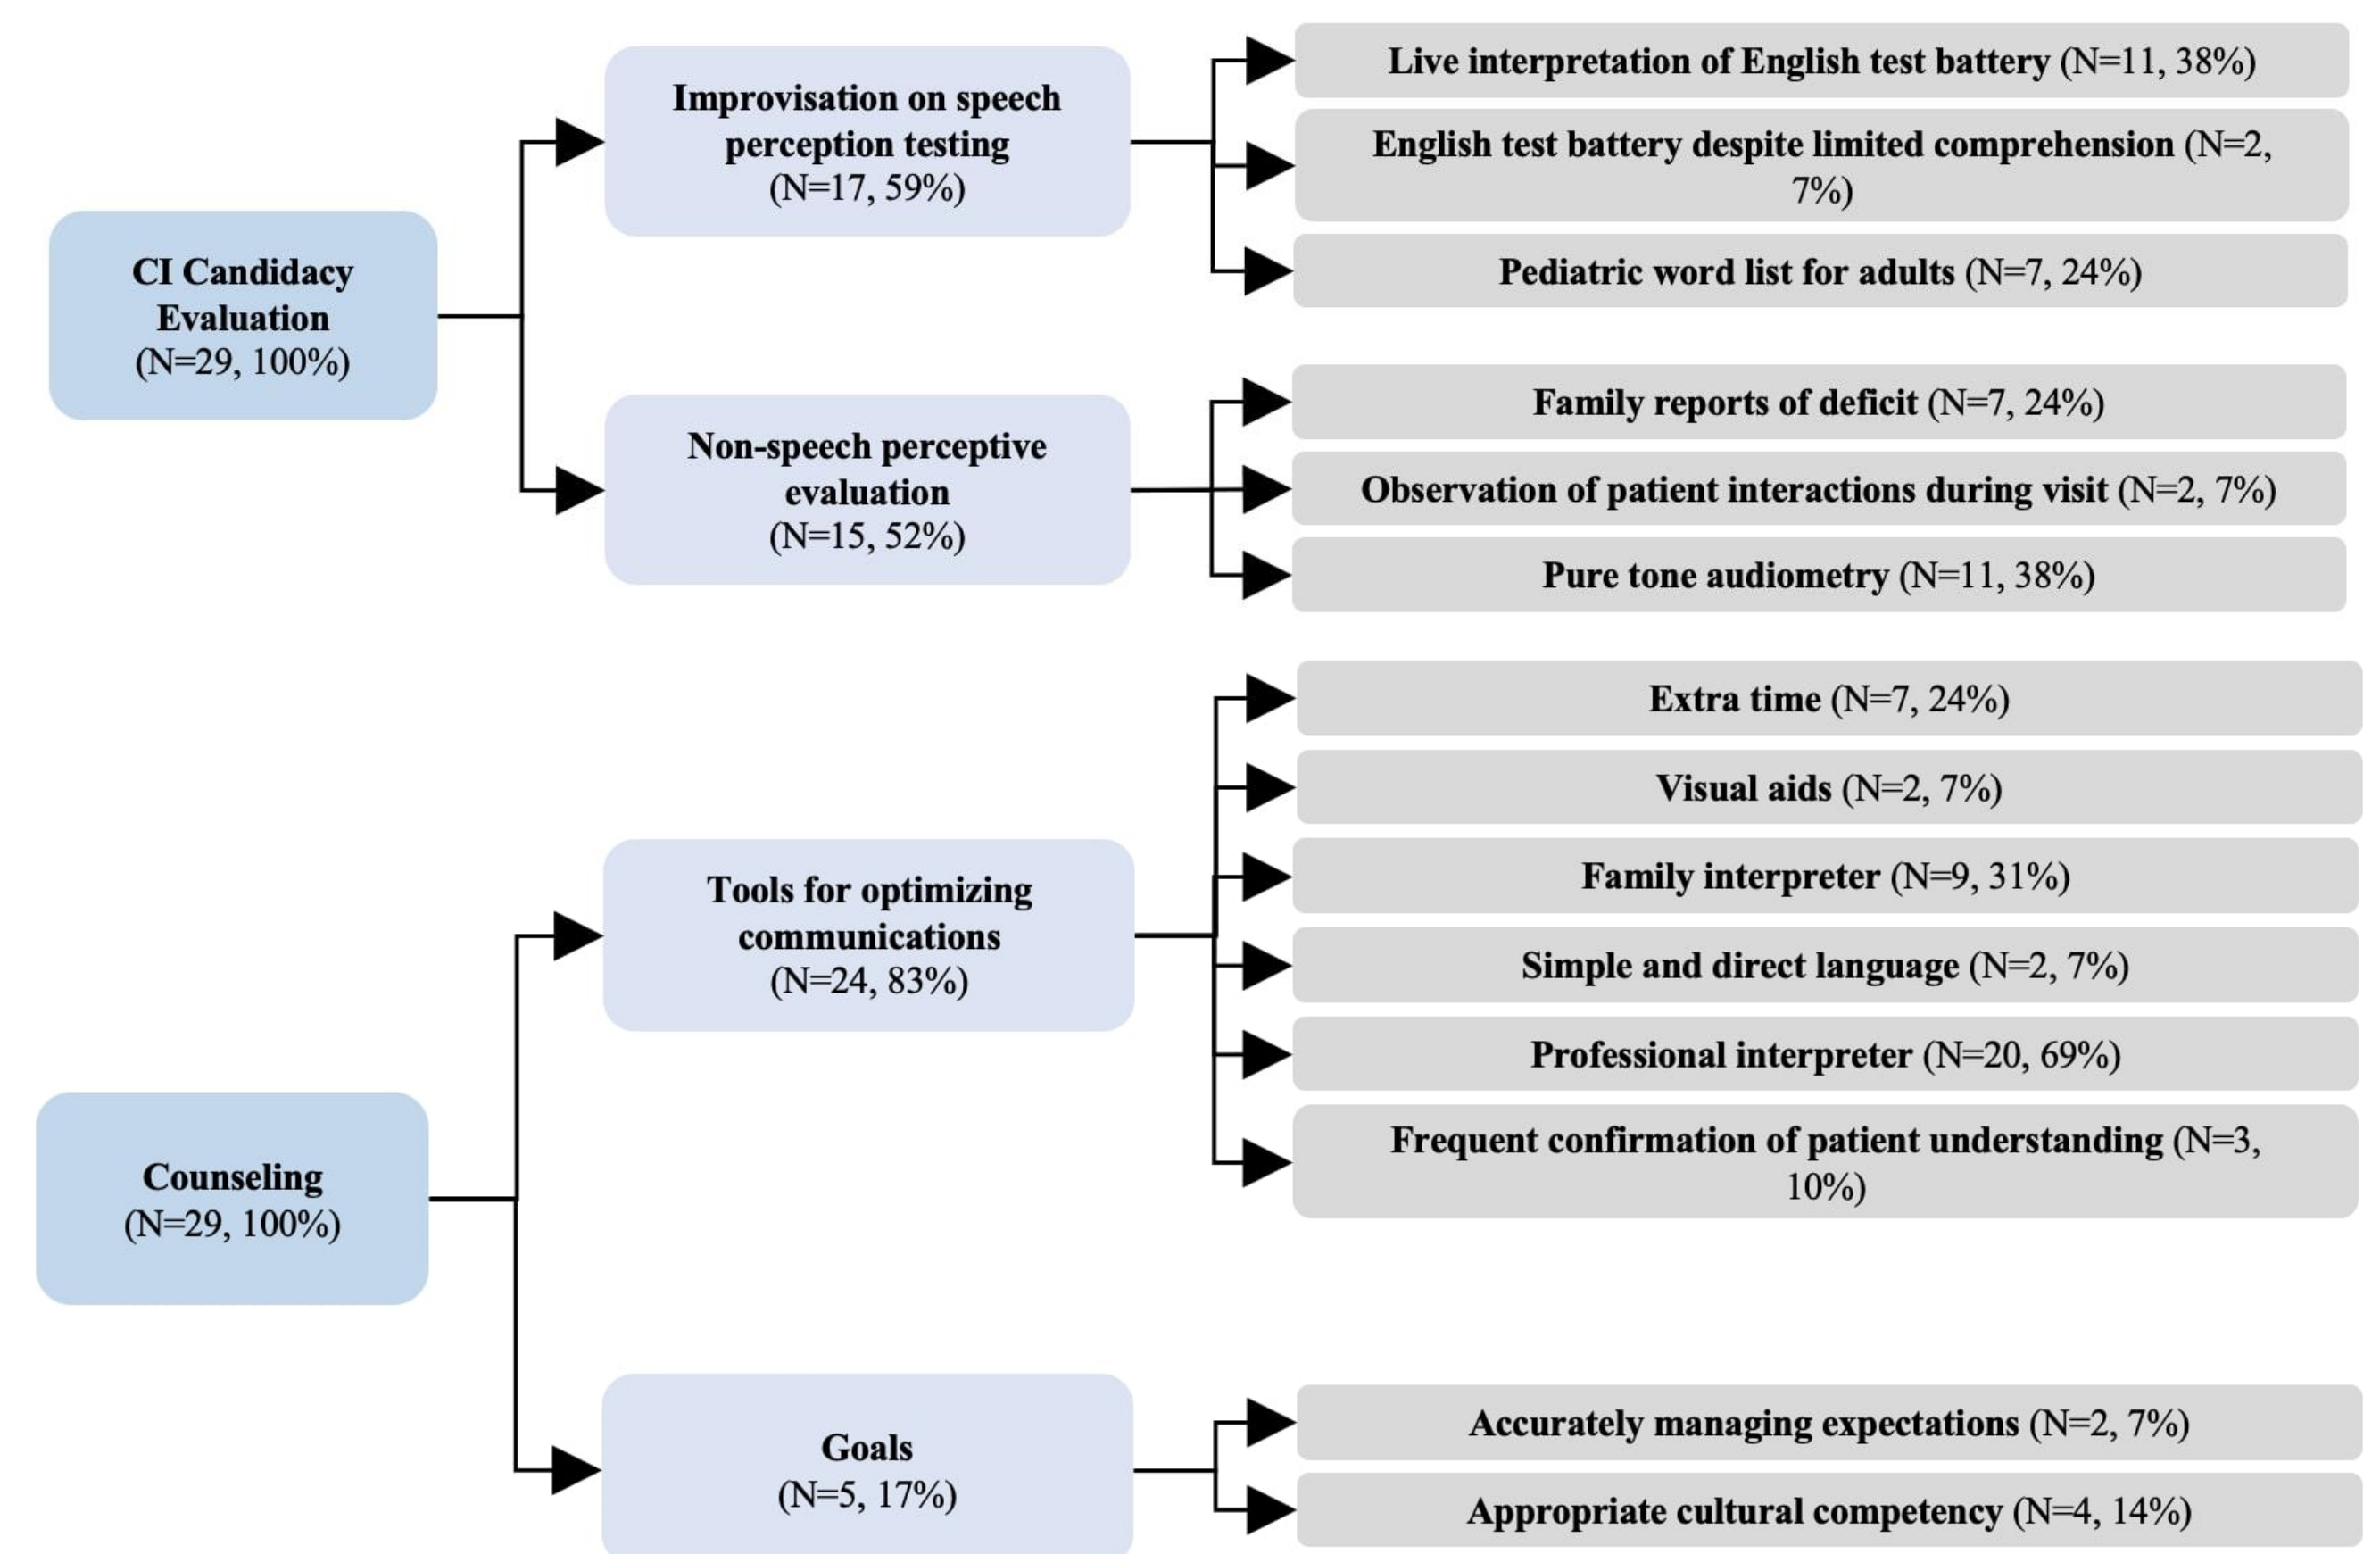 CI Candidacy
Evaluation
(N=29, 100%)
Improvisation on speech
perception testing
(N=17, 59%)
Live interpretation of English test battery (N=11, 38%)
English test battery despite limited comprehension (N=2,
7%)
Pediatric word list for adults (N=7, 24%)
Non-speech perceptive
evaluation
(N=15, 52%)
Family reports of deficit (N=7, 24%)
Observation of patient interactions during visit (N=2, 7%)
Pure tone audiometry (N=11, 38%)
Counseling
(N=29, 100%)
Tools for optimizing
communications
(N=24, 83%)
Extra time (N=7, 24%)
Visual aids (N=2, 7%)
Family interpreter (N=9, 31%)
Simple and direct language (N=2, 7%)
Professional interpreter (N=20, 69%)
Frequent confirmation of patient understanding (N=3,
10%)
Goals
(N=5, 17%)
Accurately managing expectations (N=2, 7%)
Appropriate cultural competency (N=4, 14%)